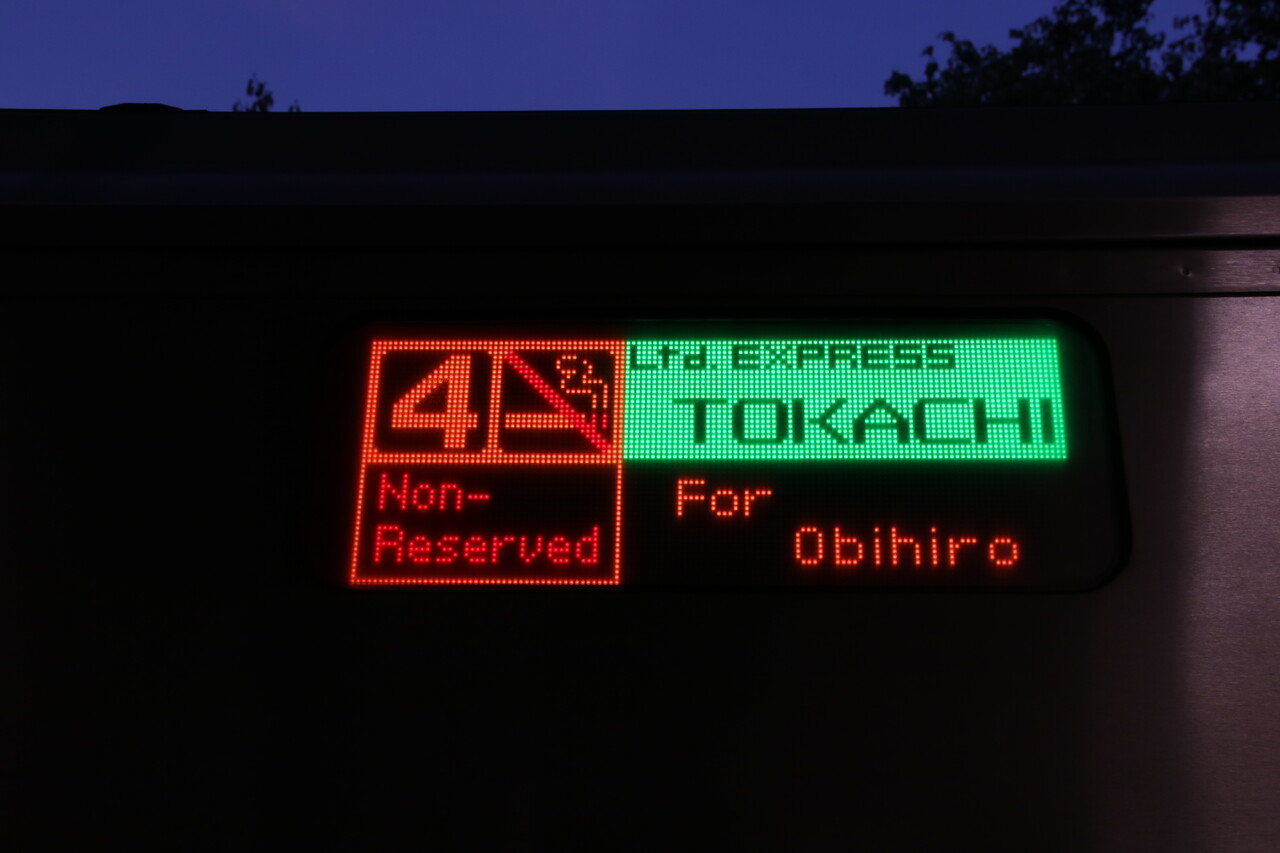 4
Non-
Reserved
Ltd. EXPRESS
TOKACHI
For
Obihiro